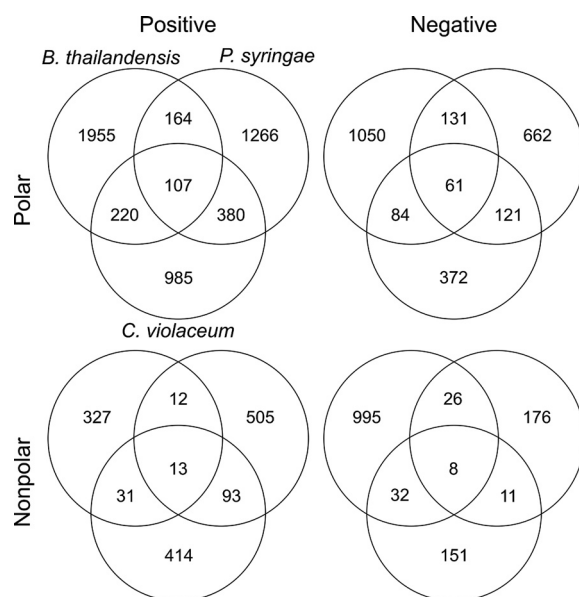 Positive Negative
B. thailandensis P. syringae
Polar
164 131
1955 1266 1050 662
107 61
220 380 84 121
985 372
C. violaceum
Nonpolar
12 26
327 505 995 176
13 8
31 93 32 11
414 151